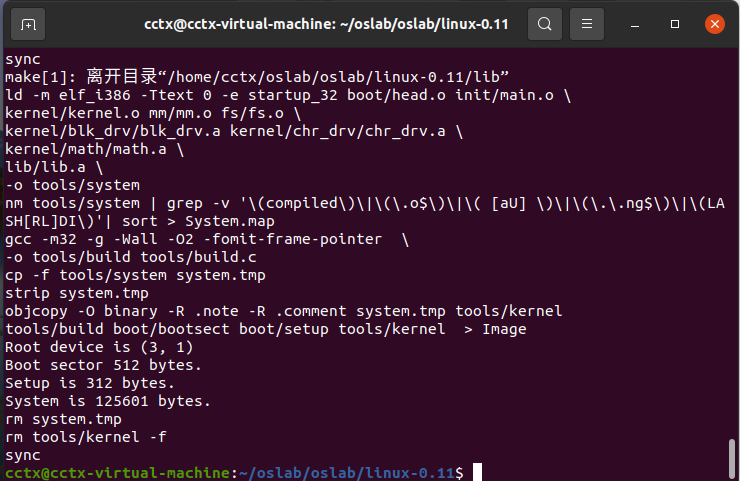 cctx@cctx-virtual-machine: ~/oslab/oslab/linux-0.11
sync
make[1]: 离开目录“/home/cctx/oslab/oslab/linux-0.11/lib”
ld -m elf_i386 -Ttext 0 -e startup_32 boot/head.o init/main.o \
kernel/kernel.o mm/mm.o fs/fs.o \
kernel/blk_drv/blk_drv.a kernel/chr_drv/chr_drv.a \
kernel/math/math.a \
lib/lib.a \
-o tools/system
nm tools/system | grep -v '\(compiled\)\|\(\.o$\)\|\( [aU] \)\|\(\.\.ng$\)\|\(LA
SH[RL]DI\)'| sort > System.map
gcc -m32 -g -Wall -O2 -fomit-frame-pointer  \
-o tools/build tools/build.c
cp -f tools/system system.tmp
strip system.tmp
objcopy -O binary -R .note -R .comment system.tmp tools/kernel
tools/build boot/bootsect boot/setup tools/kernel  > Image
Root device is (3, 1)
Boot sector 512 bytes.
Setup is 312 bytes.
System is 125601 bytes.
rm system.tmp
rm tools/kernel -f
sync
cctx@cctx-virtual-machine:~/oslab/oslab/linux-0.11$